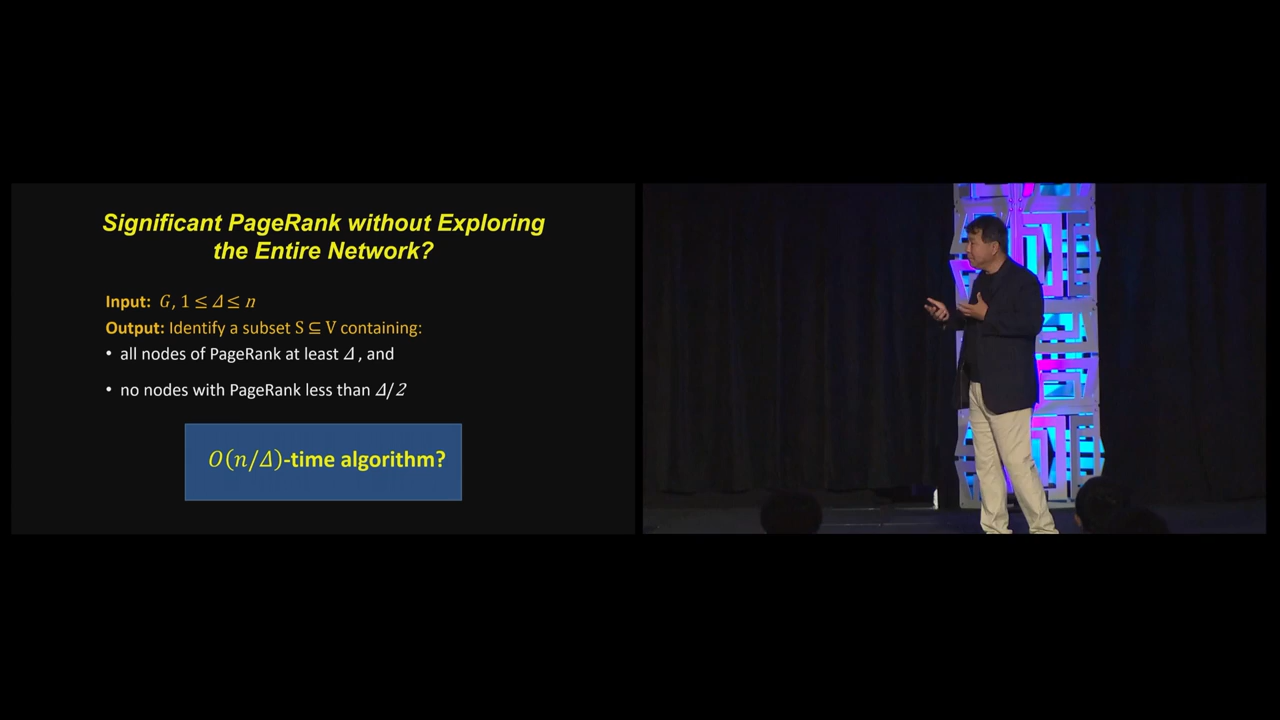 Significant PageRank without Exploring
the Entire Network?
Input: G, 1 ≤ Δ ≤ n
Output: Identify a subset S ⊆ V containing:
• all nodes of PageRank at least Δ, and
• no nodes with PageRank less than Δ/2
O(n/Δ)-time algorithm?